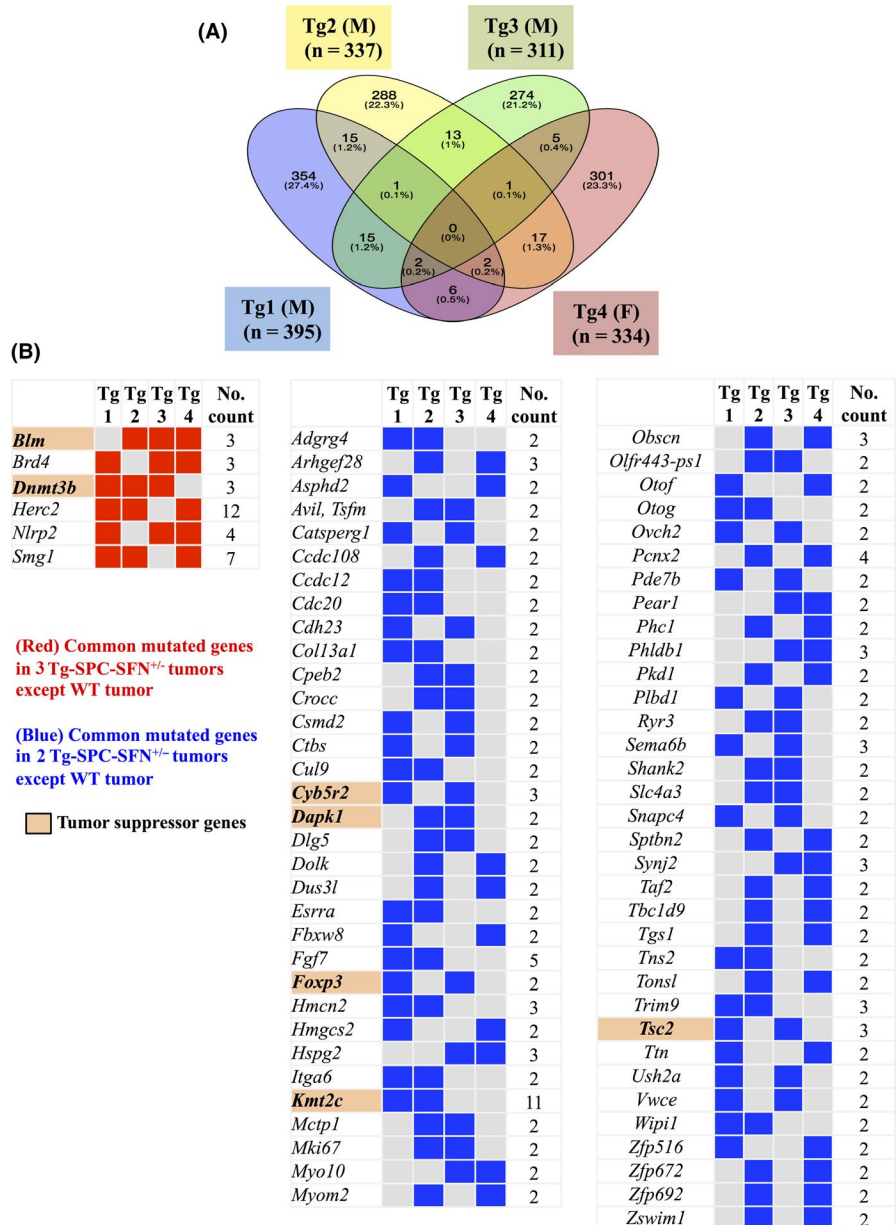 (A)
Tg2 (M)
(n = 337)
Tg3 (M)
(n = 311)
288
(22.3%)
274
(21.2%)
15
(1.2%)
13
(1%)
5
(0.4%)
354
(27.4%)
1
(0.1%)
1
(0.1%)
301
(23.3%)
0
(0%)
15
(1.2%)
17
(1.3%)
2
(0.2%)
2
(0.2%)
6
(0.5%)
Tg1 (M)
(n = 395)
Tg4 (F)
(n = 334)
(B)
Tg 1 Tg 2 Tg 3 Tg 4 No. count
Blm 3
Brd4 3
Dnmt3b 3
Herc2 12
Nlrp2 4
Smg1 7
(Red) Common mutated genes
in 3 Tg-SPC-SFN+/- tumors
except WT tumor
(Blue) Common mutated genes
in 2 Tg-SPC-SFN+/− tumors
except WT tumor
Tumor suppressor genes
Tg 1 Tg 2 Tg 3 Tg 4 No. count
Adgrg4 2
Arhgef28 3
Asphd2 2
Avil, Tsfm 2
Catsperg1 2
Ccdc108 2
Ccdc12 2
Cdc20 2
Cdh23 2
Col13a1 2
Cpeb2 2
Crocc 2
Csmd2 2
Ctbs 2
Cul9 2
Cyb5r2 3
Dapk1 2
Dlg5 2
Dolk 2
Dus3l 2
Esrra 2
Fbxw8 2
Fgf7 5
Foxp3 2
Hmcn2 3
Hmgcs2 2
Hspg2 3
Itga6 2
Kmt2c 11
Mctp1 2
Mki67 2
Myo10 2
Myom2 2
Tg 1 Tg 2 Tg 3 Tg 4 No. count
Obscn 3
Olfr443-ps1 2
Otof 2
Otog 2
Ovch2 2
Pcnx2 4
Pde7b 2
Pear1 2
Phc1 2
Phldb1 3
Pkd1 2
Plbd1 2
Ryr3 2
Sema6b 3
Shank2 2
Slc4a3 2
Snapc4 2
Sptbn2 2
Synj2 3
Taf2 2
Tbc1d9 2
Tgs1 2
Tns2 2
Tonsl 2
Trim9 3
Tsc2 3
Ttn 2
Ush2a 2
Vwce 2
Wipi1 2
Zfp516 2
Zfp672 2
Zfp692 2
Zswim1 2